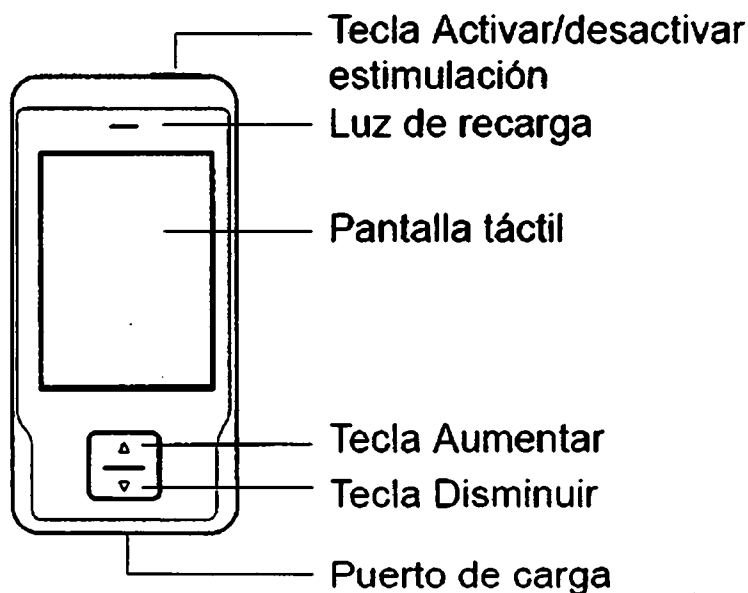 Tecla Activar/desactivar
estimulación
Luz de recarga
Pantalla táctil
Tecla Aumentar
Tecla Disminuir
Puerto de carga